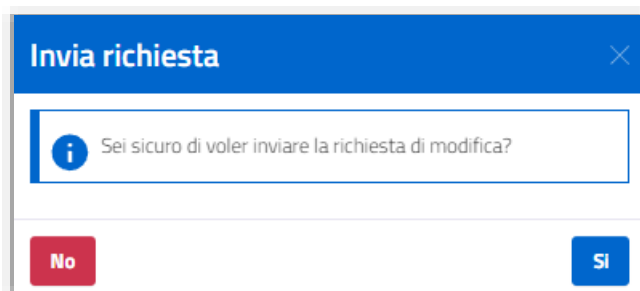 Invia richiesta
Sei sicuro di voler inviare la richiesta di modifica?
No
Si